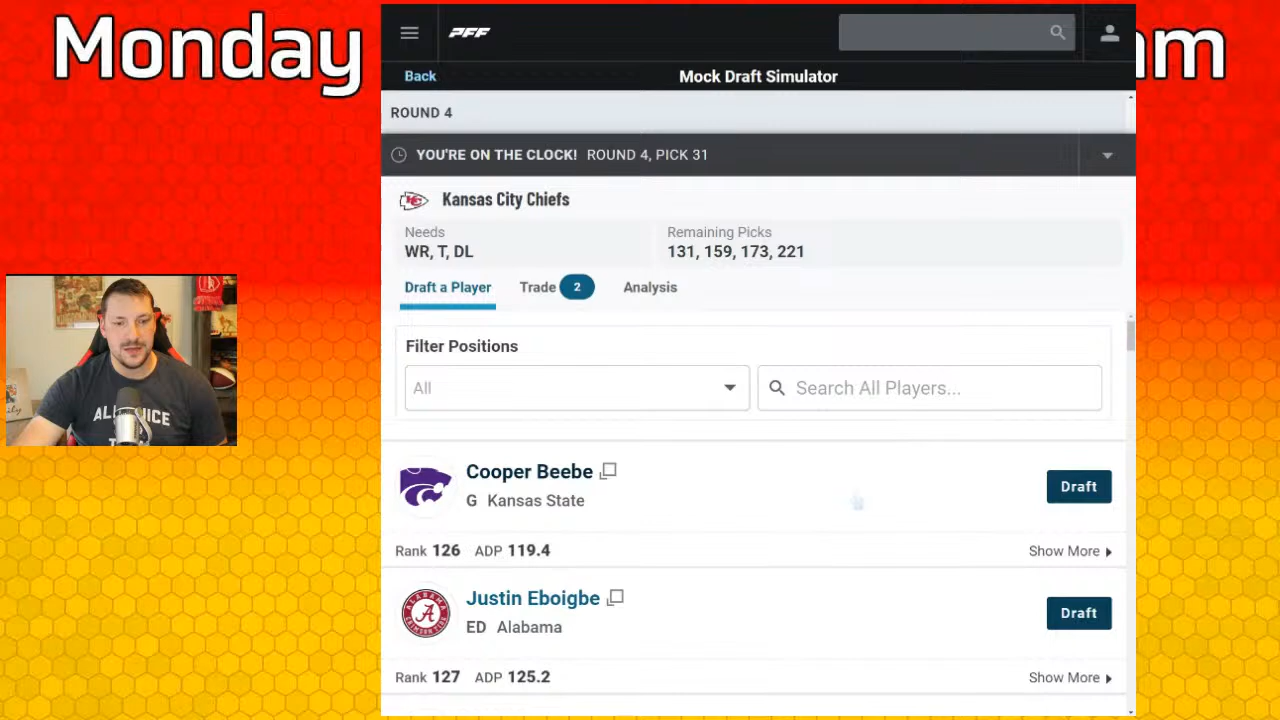 Monday
am
PFF
Back
Mock Draft Simulator
ROUND 4
YOU'RE ON THE CLOCK! ROUND 4, PICK 31
Kansas City Chiefs
Needs
WR, T, DL
Remaining Picks
131, 159, 173, 221
Draft a Player
Trade 2
Analysis
Filter Positions
All
Search All Players...
Cooper Beebe
G Kansas State
Draft
Rank 126 ADP 119.4
Show More
Justin Eboigbe
ED Alabama
Draft
Rank 127 ADP 125.2
Show More